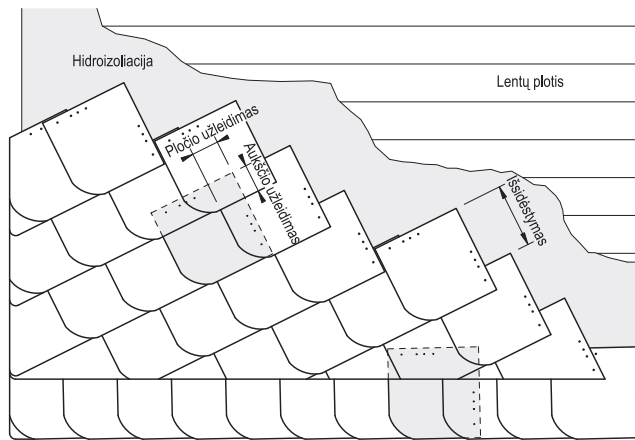 Hidroizoliacija
Lentų plotis
Pločio užleidimas
Aukščio užleidimas
Išsidėstymas